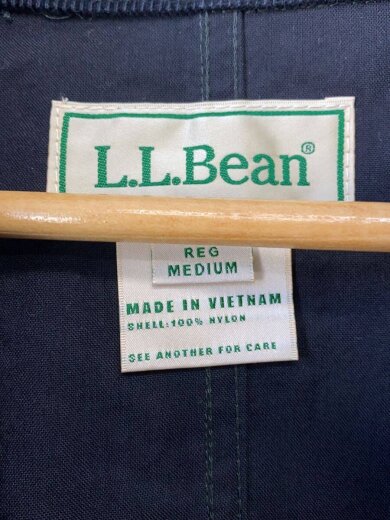 L.L.Bean®
REG
MEDIUM
MADE IN VIETNAM
SHELL:100% NYLON
SEE ANOTHER FOR CARE